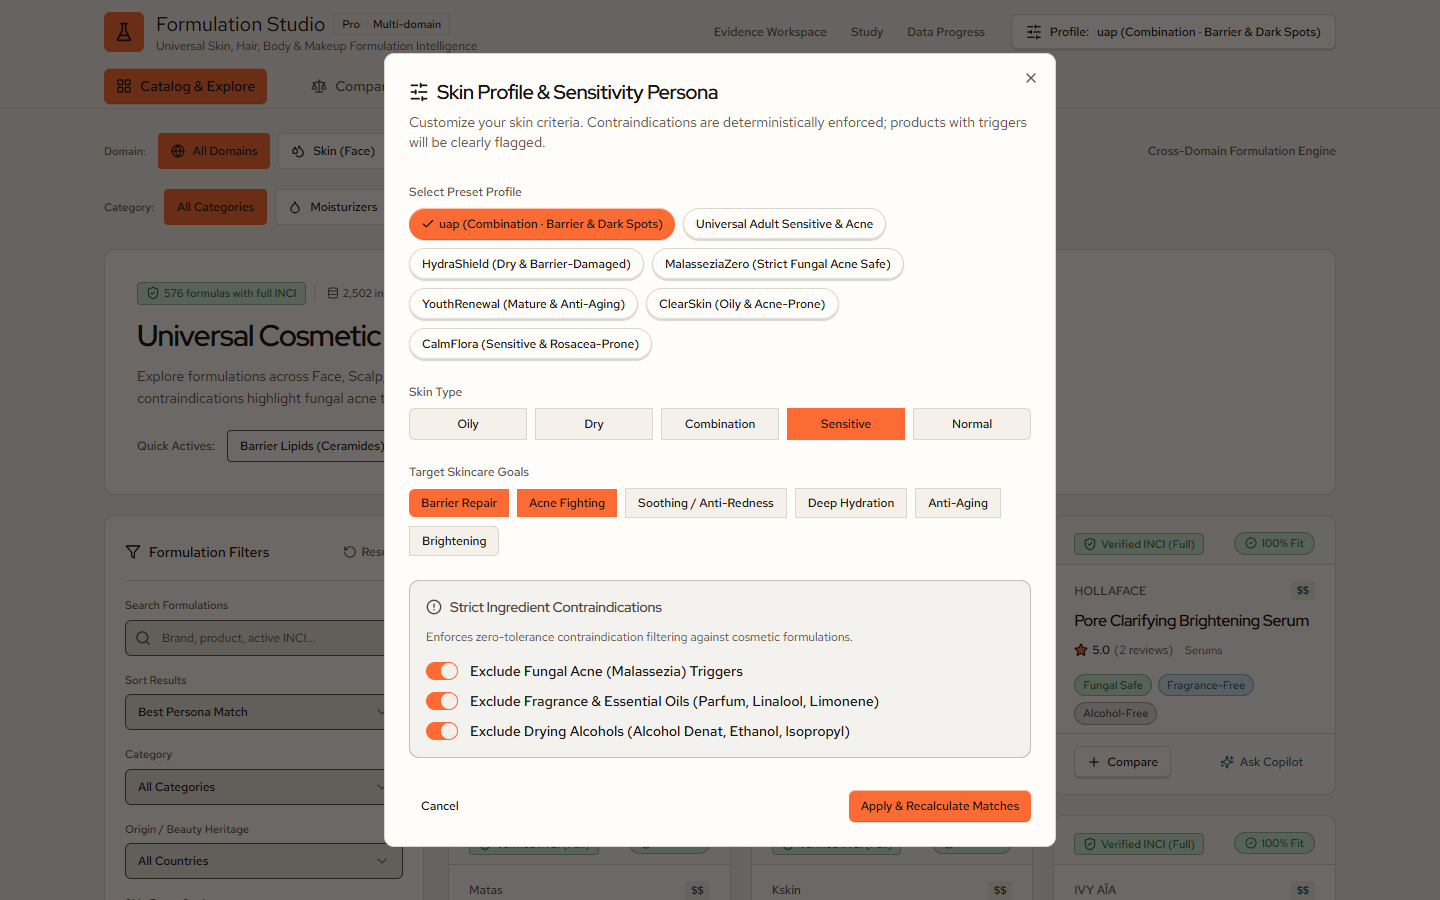 Formulation Studio
Pro
Multi-domain
Universal Skin, Hair, Body & Makeup Formulation Intelligence
Evidence Workspace
Study
Data Progress
Profile: uap (Combination · Barrier & Dark Spots)
Catalog & Explore
Domain:
All Domains
Skin (Face)
Cross-Domain Formulation Engine
Category:
All Categories
Moisturizers
576 formulas with full INCI
Universal Cosmetic
Explore formulations across Face, Scalp,
contraindications highlight fungal acne
Quick Actives:
Barrier Lipids (Ceramides)
Skin Profile & Sensitivity Persona
Customize your skin criteria. Contraindications are deterministically enforced; products with triggers
will be clearly flagged.
Select Preset Profile
uap (Combination · Barrier & Dark Spots)
Universal Adult Sensitive & Acne
HydraShield (Dry & Barrier-Damaged)
MalasseziaZero (Strict Fungal Acne Safe)
YouthRenewal (Mature & Anti-Aging)
ClearSkin (Oily & Acne-Prone)
CalmFlora (Sensitive & Rosacea-Prone)
Skin Type
Oily
Dry
Combination
Sensitive
Normal
Target Skincare Goals
Barrier Repair
Acne Fighting
Soothing / Anti-Redness
Deep Hydration
Anti-Aging
Brightening
Strict Ingredient Contraindications
Enforces zero-tolerance contraindication filtering against cosmetic formulations.
Exclude Fungal Acne (Malassezia) Triggers
Exclude Fragrance & Essential Oils (Parfum, Linalool, Limonene)
Exclude Drying Alcohols (Alcohol Denat, Ethanol, Isopropyl)
Cancel
Apply & Recalculate Matches
Formulation Filters
Search Formulations
Brand, product, active INCI...
Sort Results
Best Persona Match
Category
All Categories
Origin / Beauty Heritage
All Countries
Verified INCI (Full)
100% Fit
HOLLAFACE
$$
Pore Clarifying Brightening Serum
5.0 (2 reviews)
Serums
Fungal Safe
Fragrance-Free
Alcohol-Free
Compare
Ask Copilot
Matas
$$
Kskin
$$
Verified INCI (Full)
100% Fit
IVY AÏA
$$